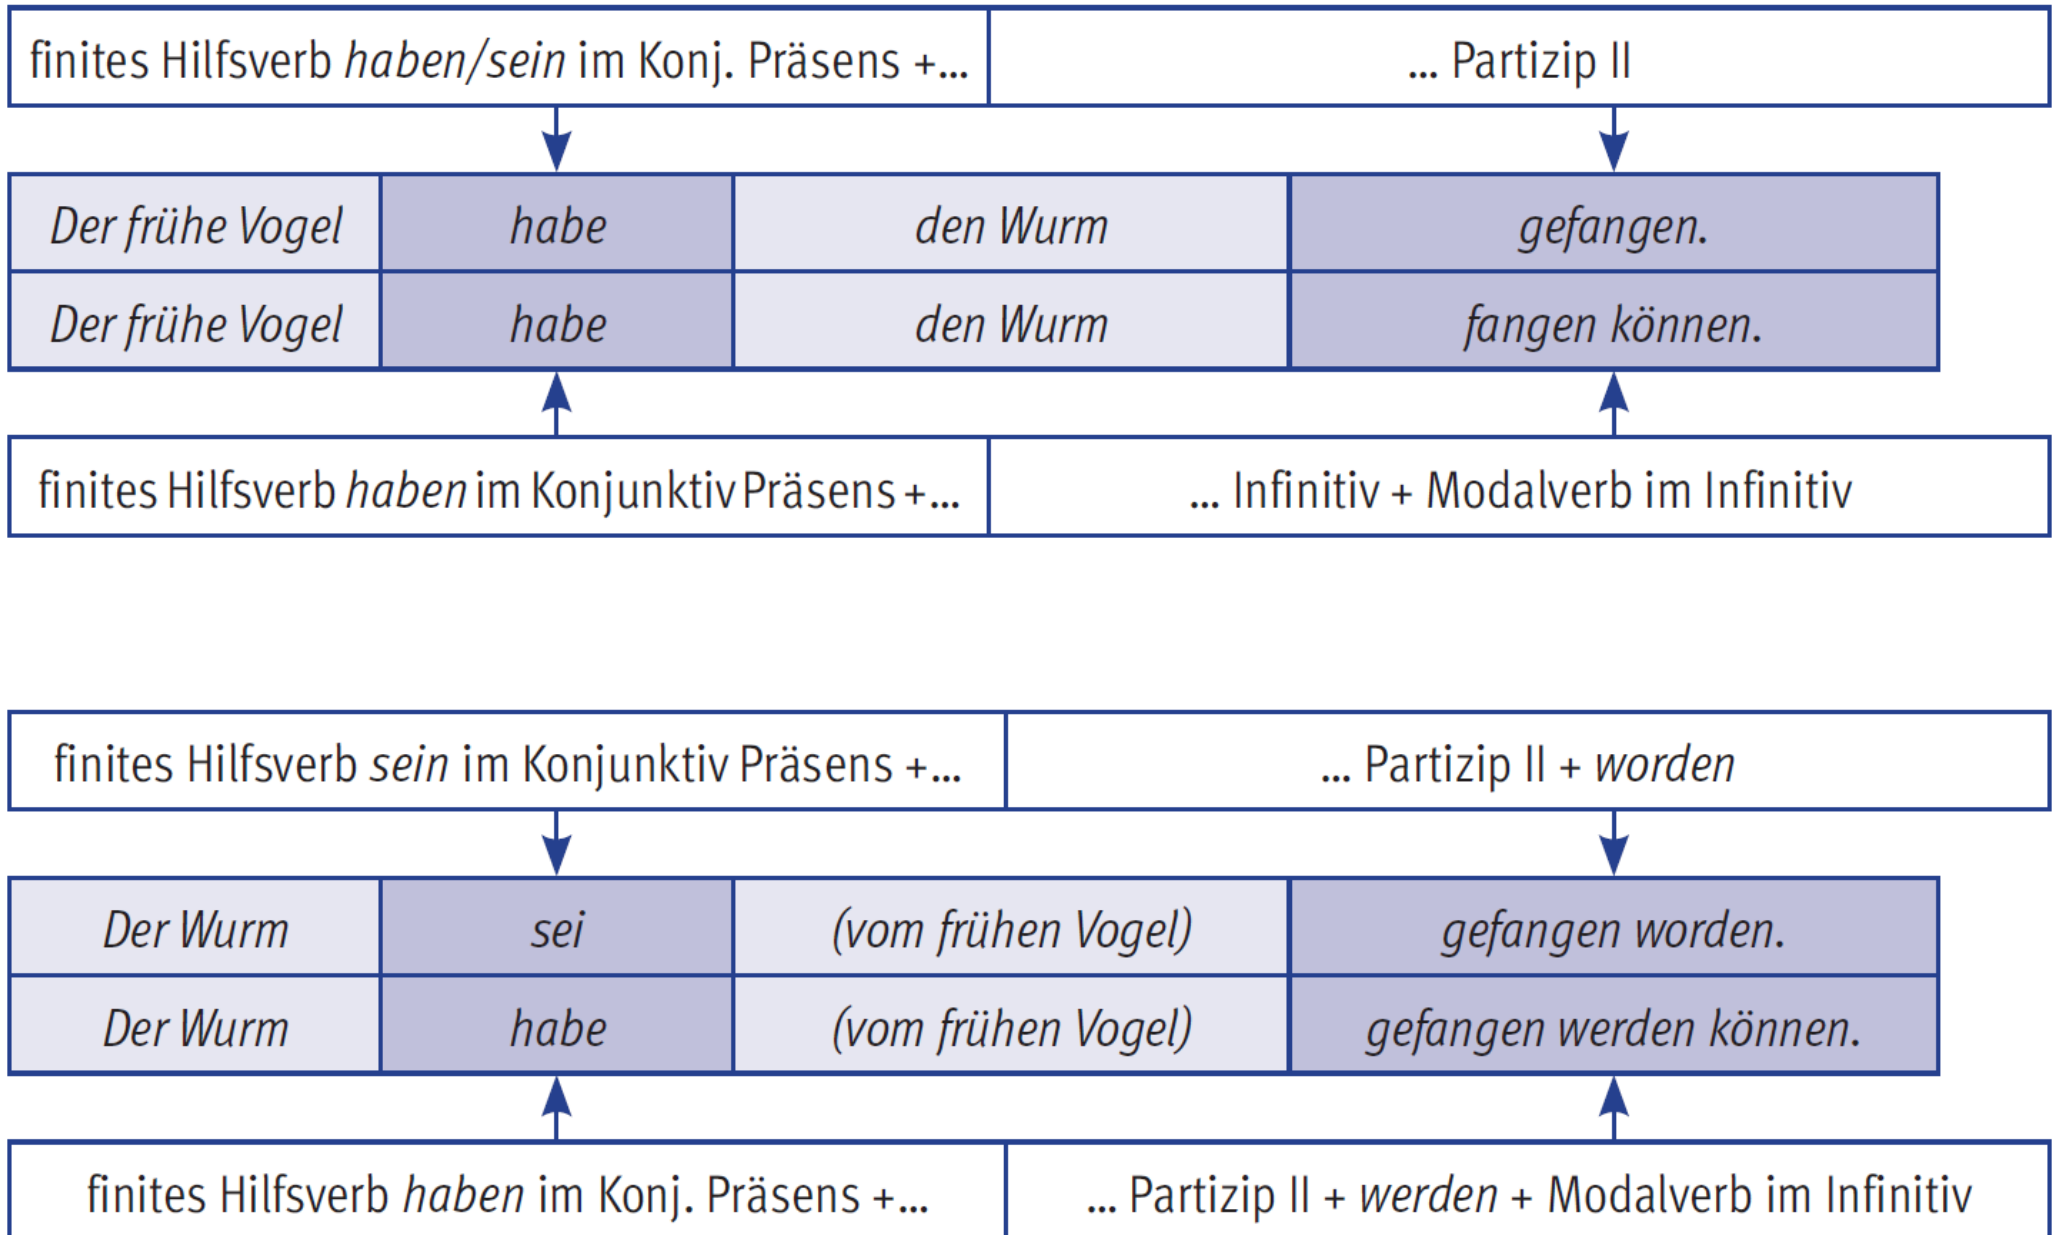 finites Hilfsverb haben/sein im Konj. Präsens +... ... Partizip II
Der frühe Vogel habe den Wurm gefangen.
Der frühe Vogel habe den Wurm fangen können.
finites Hilfsverb haben im Konjunktiv Präsens +... ... Infinitiv + Modalverb im Infinitiv
finites Hilfsverb sein im Konjunktiv Präsens +... ... Partizip II + worden
Der Wurm sei (vom frühen Vogel) gefangen worden.
Der Wurm habe (vom frühen Vogel) gefangen werden können.
finites Hilfsverb haben im Konj. Präsens +... ... Partizip II + werden + Modalverb im Infinitiv